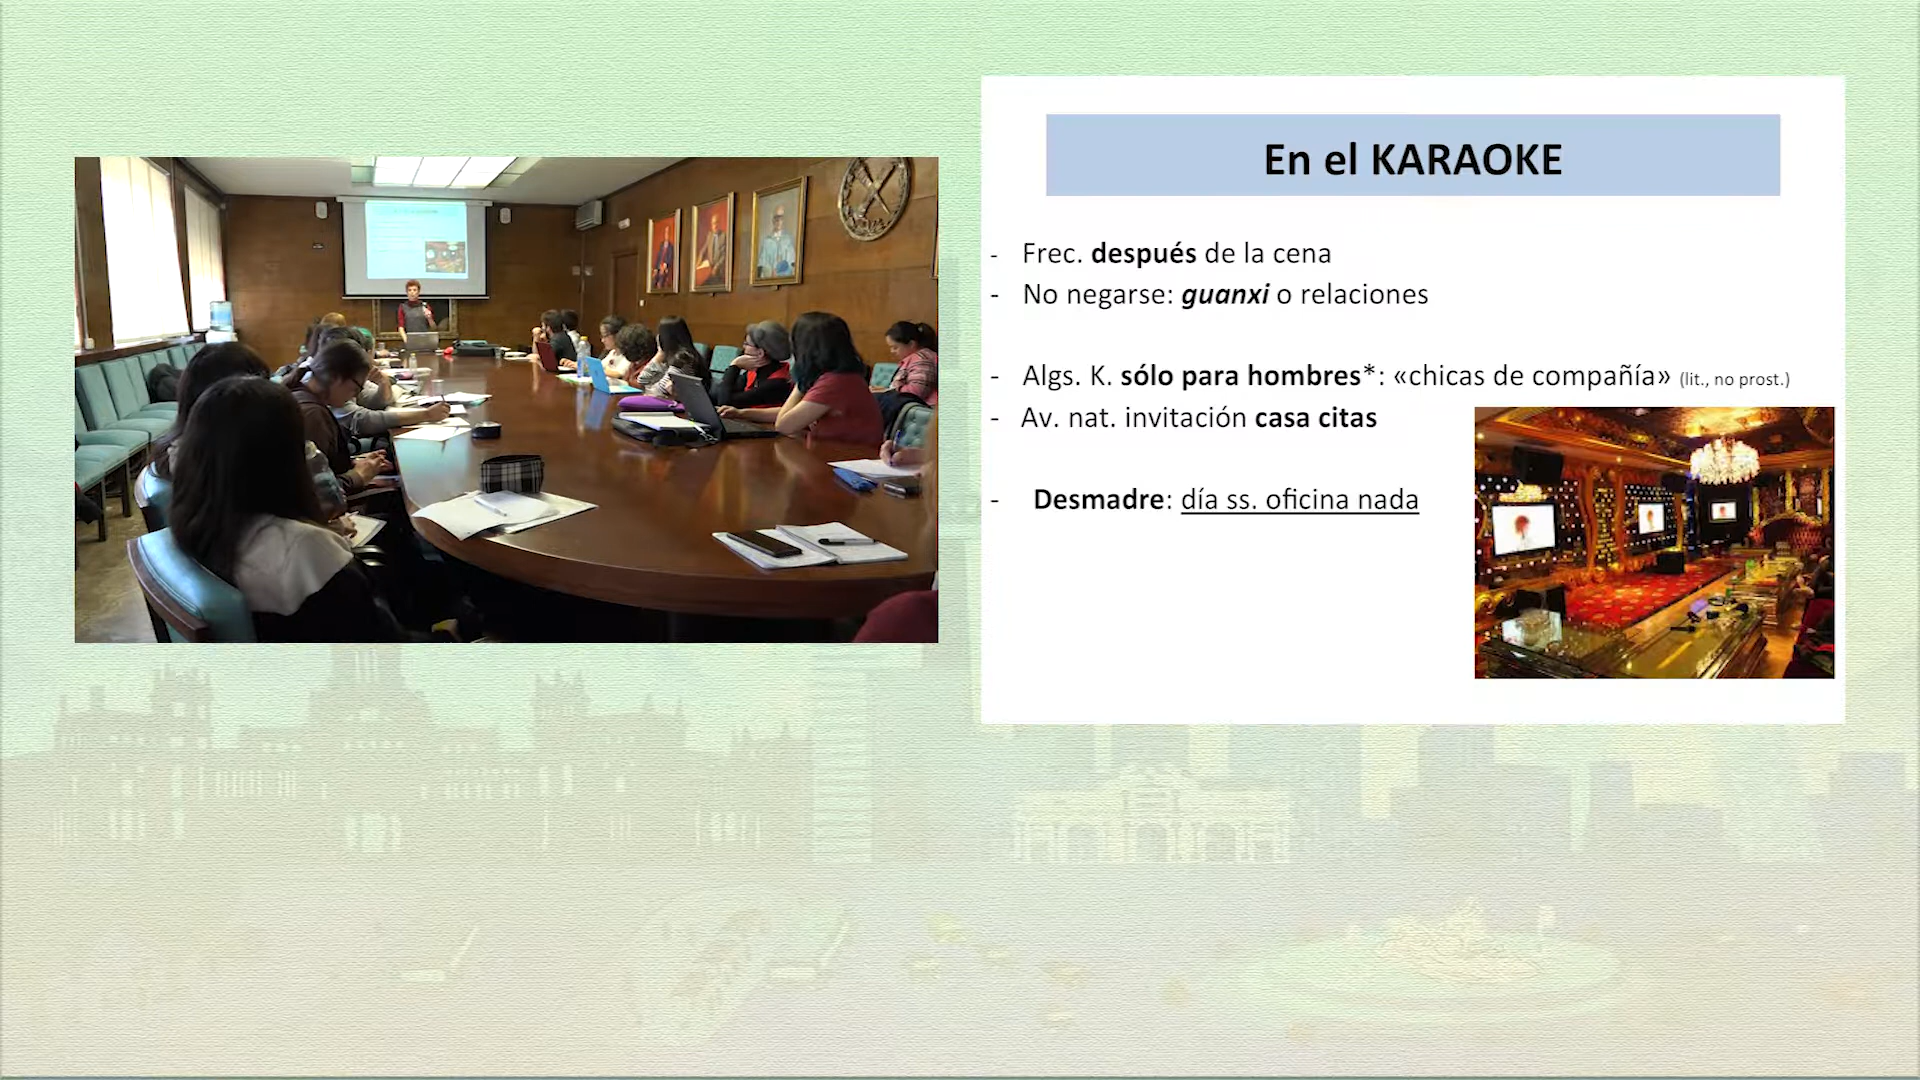 En el KARAOKE
- Frec. después de la cena
- No negarse: guanxi o relaciones
- Algs. K. sólo para hombres*: «chicas de compañía» (lit., no prost.)
- Av. nat. invitación casa citas
- Desmadre: día ss. oficina nada